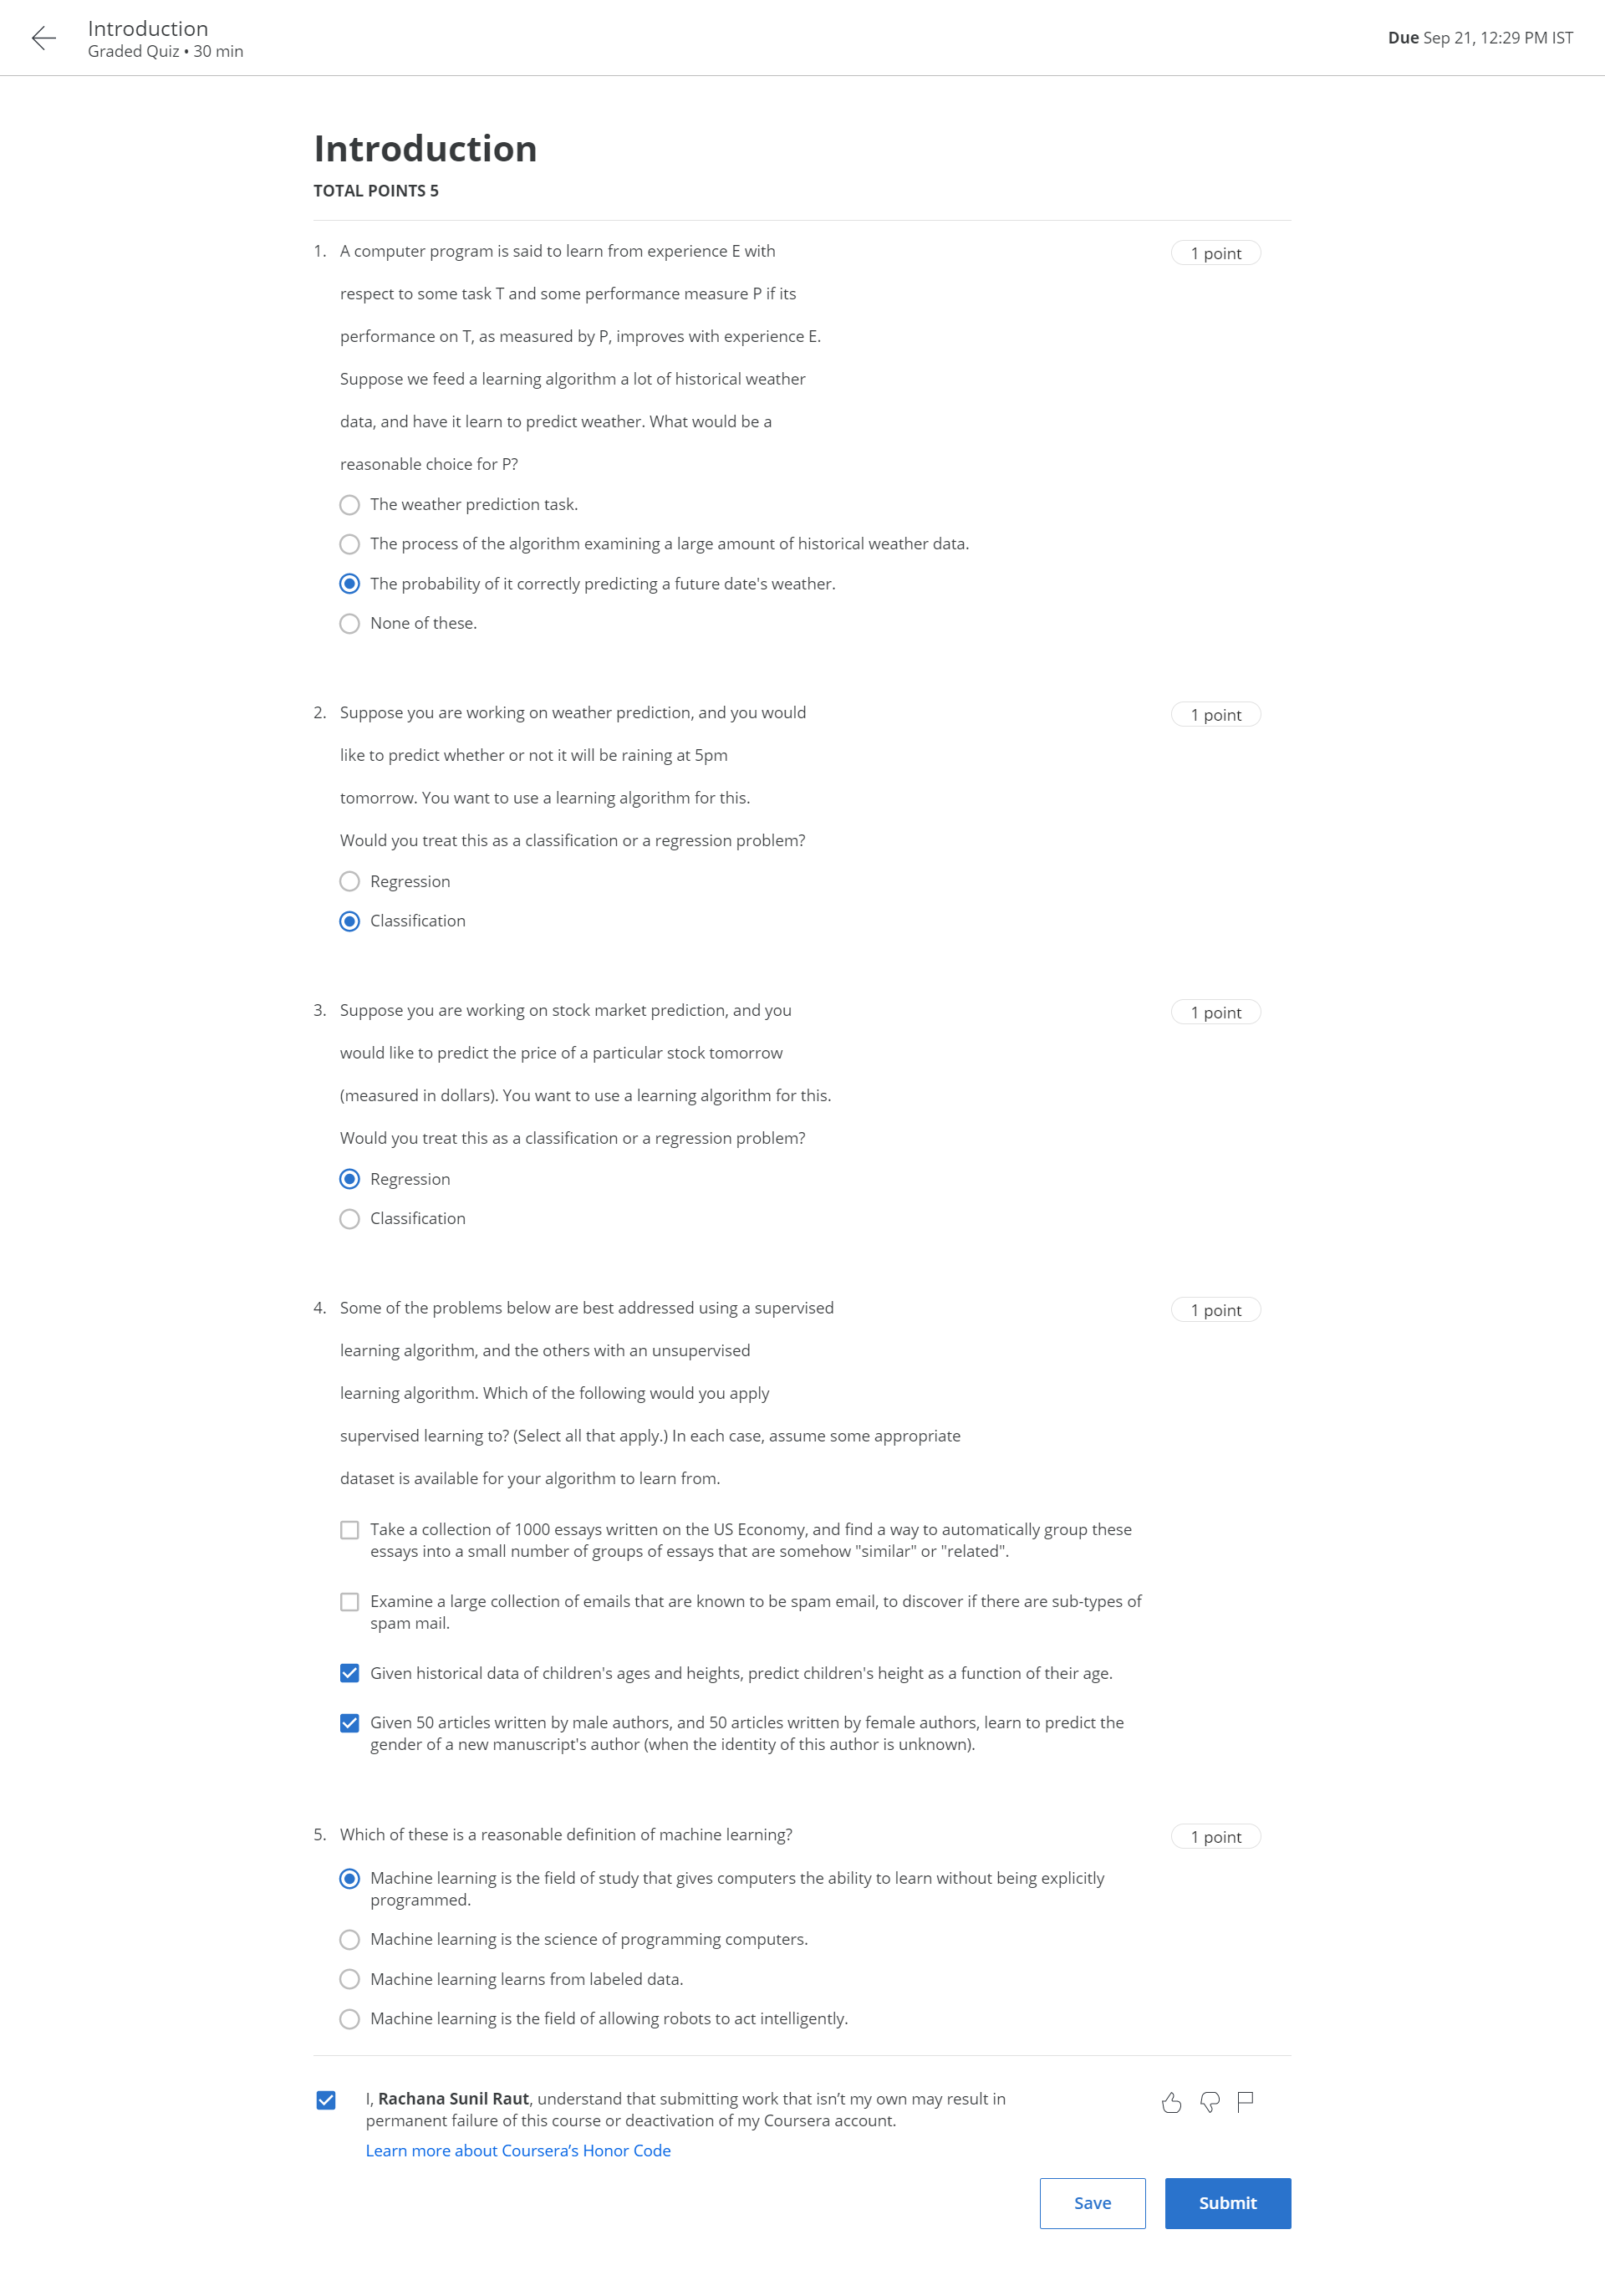 Introduction
Graded Quiz • 30 min
Due Sep 21, 12:29 PM IST
Introduction
TOTAL POINTS 5
1. A computer program is said to learn from experience E with
1 point
respect to some task T and some performance measure P if its
performance on T, as measured by P, improves with experience E.
Suppose we feed a learning algorithm a lot of historical weather
data, and have it learn to predict weather. What would be a
reasonable choice for P?
The weather prediction task.
The process of the algorithm examining a large amount of historical weather data.
The probability of it correctly predicting a future date's weather.
None of these.
2. Suppose you are working on weather prediction, and you would
1 point
like to predict whether or not it will be raining at 5pm
tomorrow. You want to use a learning algorithm for this.
Would you treat this as a classification or a regression problem?
Regression
Classification
3. Suppose you are working on stock market prediction, and you
1 point
would like to predict the price of a particular stock tomorrow
(measured in dollars). You want to use a learning algorithm for this.
Would you treat this as a classification or a regression problem?
Regression
Classification
4. Some of the problems below are best addressed using a supervised
1 point
learning algorithm, and the others with an unsupervised
learning algorithm. Which of the following would you apply
supervised learning to? (Select all that apply.) In each case, assume some appropriate
dataset is available for your algorithm to learn from.
Take a collection of 1000 essays written on the US Economy, and find a way to automatically group these
essays into a small number of groups of essays that are somehow "similar" or "related".
Examine a large collection of emails that are known to be spam email, to discover if there are sub-types of
spam mail.
Given historical data of children's ages and heights, predict children's height as a function of their age.
Given 50 articles written by male authors, and 50 articles written by female authors, learn to predict the
gender of a new manuscript's author (when the identity of this author is unknown).
5. Which of these is a reasonable definition of machine learning?
1 point
Machine learning is the field of study that gives computers the ability to learn without being explicitly
programmed.
Machine learning is the science of programming computers.
Machine learning learns from labeled data.
Machine learning is the field of allowing robots to act intelligently.
I, Rachana Sunil Raut, understand that submitting work that isn’t my own may result in
permanent failure of this course or deactivation of my Coursera account.
Learn more about Coursera’s Honor Code
Save
Submit